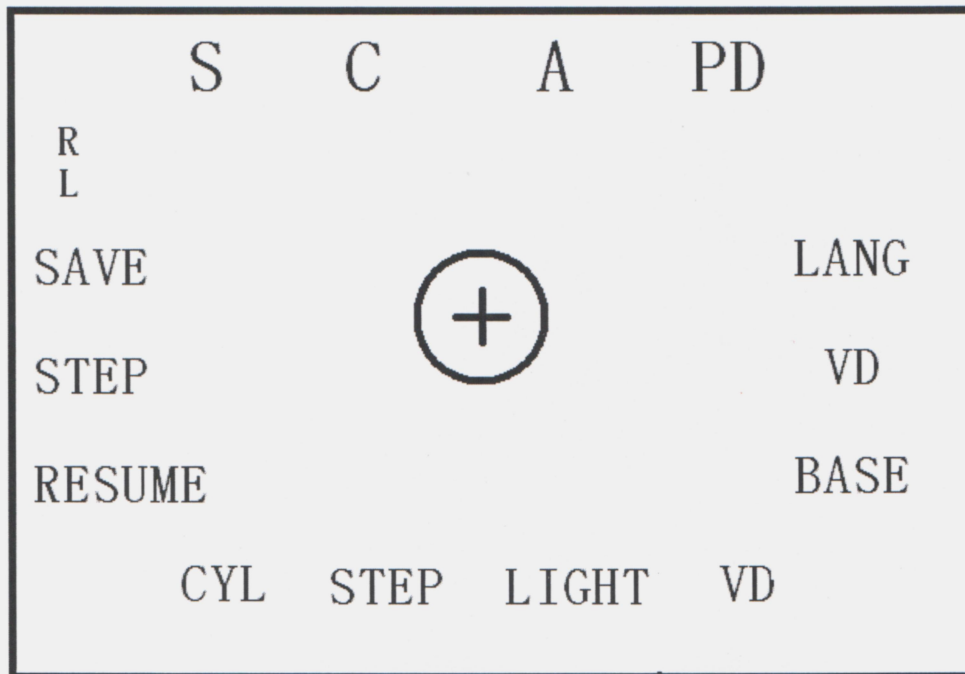 S C A PD
R
L
SAVE LANG
STEP VD
RESUME BASE
CYL STEP LIGHT VD